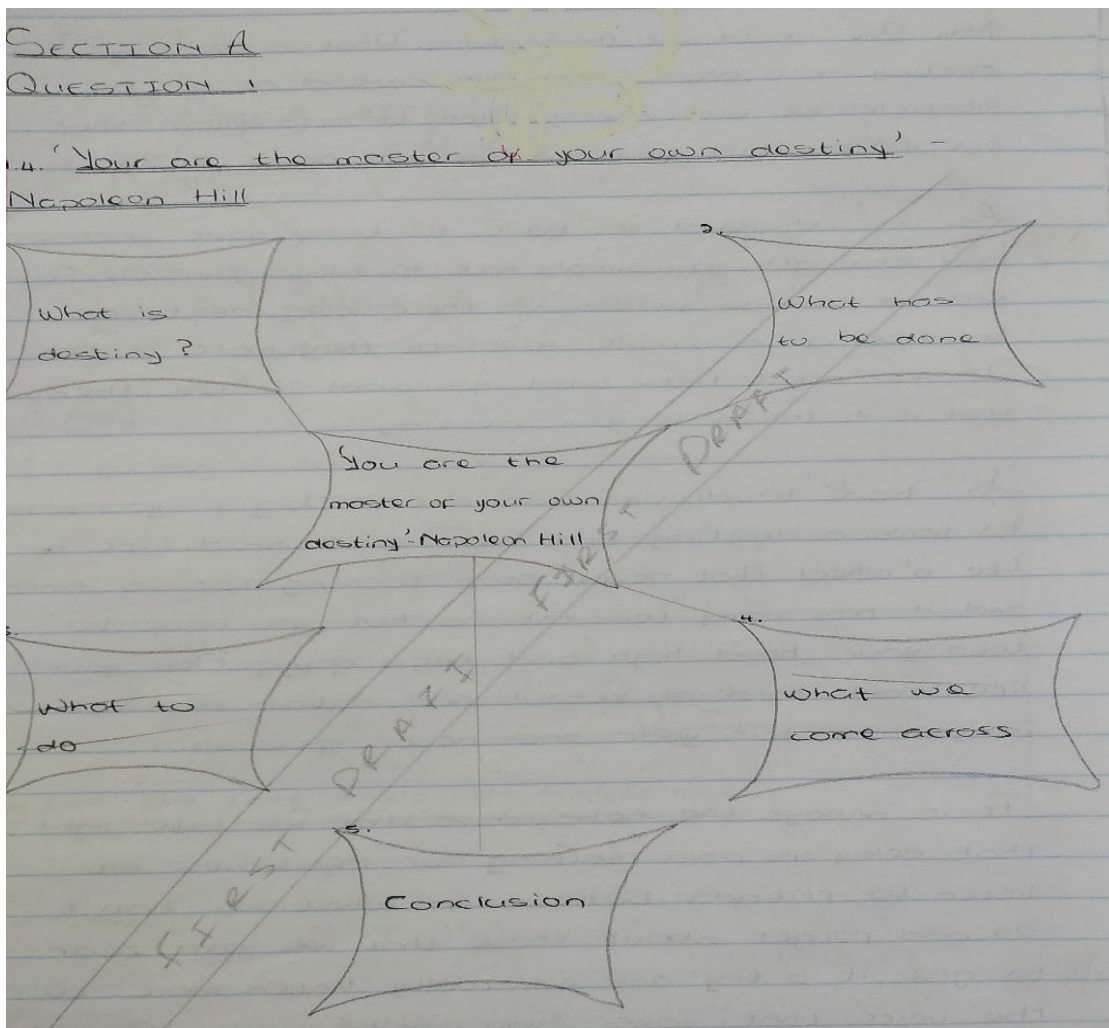 SECTION A
QUESTION 1
1.4. 'Your are the master of your own destiny' -
Napoleon Hill
What is
destiny?
2.
What has
to be done
'You are the
master of your own
destiny'-Napoleon Hill
3.
What to
do
4.
What we
come across
5.
Conclusion
FIRST DRAFT
FIRST DRAFT